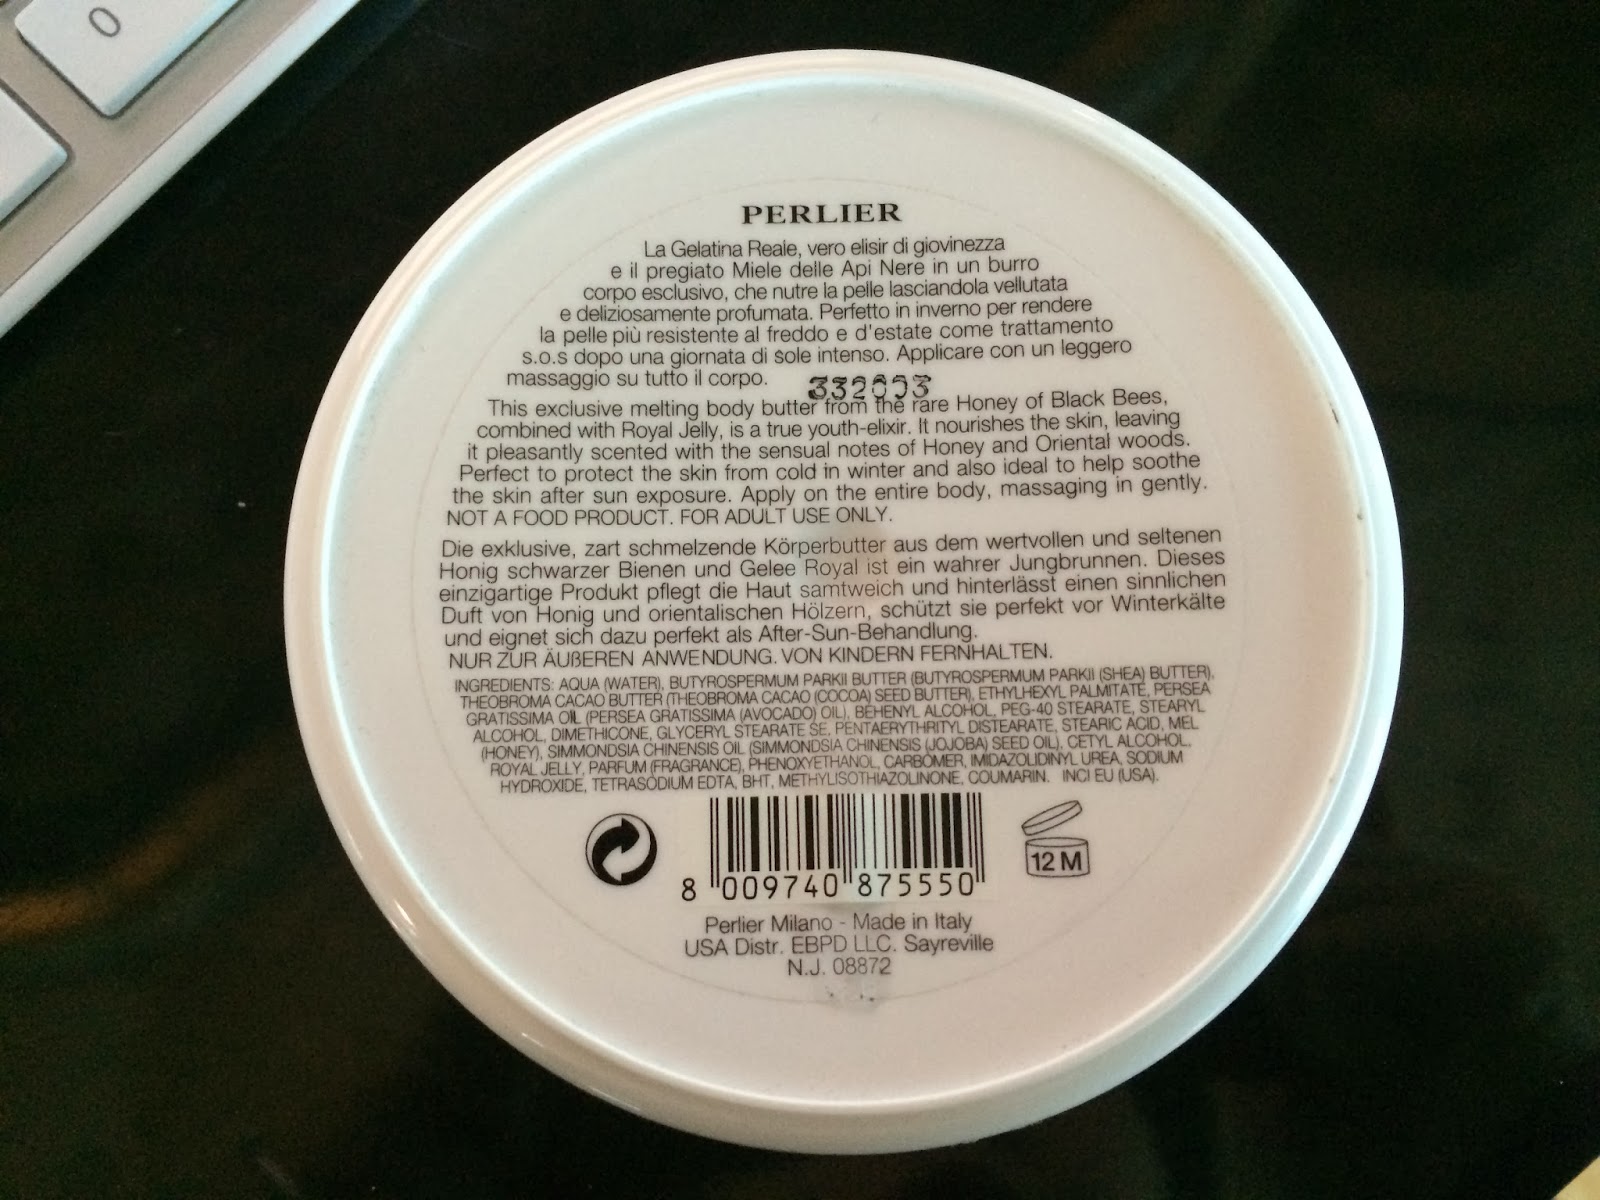 0
PERLIER
La Gelatina Reale, vero elisir di giovinezza
e il pregiato Miele delle Api Nere in un burro
corpo esclusivo, che nutre la pelle lasciandola vellutata
e deliziosamente profumata. Perfetto in inverno per rendere
la pelle più resistente al freddo e d'estate come trattamento
s.o.s dopo una giornata di sole intenso. Applicare con un leggero
massaggio su tutto il corpo.
This exclusive melting body butter from the rare Honey of Black Bees,
combined with Royal Jelly, is a true youth-elixir. It nourishes the skin, leaving
it pleasantly scented with the sensual notes of Honey and Oriental woods.
Perfect to protect the skin from cold in winter and also ideal to help soothe
the skin after sun exposure. Apply on the entire body, massaging in gently.
NOT A FOOD PRODUCT. FOR ADULT USE ONLY.
Die exklusive, zart schmelzende Körperbutter aus dem wertvollen und seltenen
Honig schwarzer Bienen und Gelee Royal ist ein wahrer Jungbrunnen. Dieses
einzigartige Produkt pflegt die Haut samtweich und hinterlässt einen sinnlichen
Duft von Honig und orientalischen Hölzern, schützt sie perfekt vor Winterkälte
und eignet sich dazu perfekt als After-Sun-Behandlung.
NUR ZUR ÄUßEREN ANWENDUNG. VON KINDERN FERNHALTEN.
INGREDIENTS: AQUA (WATER), BUTYROSPERMUM PARKII BUTTER (BUTYROSPERMUM PARKII (SHEA) BUTTER),
THEOBROMA CACAO BUTTER (THEOBROMA CACAO (COCOA) SEED BUTTER), ETHYLHEXYL PALMITATE, PERSEA
GRATISSIMA OIL (PERSEA GRATISSIMA (AVOCADO) OIL), BEHENYL ALCOHOL, PEG-40 STEARATE, STEARYL
ALCOHOL, DIMETHICONE, GLYCERYL STEARATE SE, PENTAERYTHRITYL DISTEARATE, STEARIC ACID, MEL
(HONEY), SIMMONDSIA CHINENSIS OIL (SIMMONDSIA CHINENSIS (JOJOBA) SEED OIL), CETYL ALCOHOL,
ROYAL JELLY, PARFUM (FRAGRANCE), PHENOXYETHANOL, CARBOMER, IMIDAZOLIDINYL UREA, SODIUM
HYDROXIDE, TETRASODIUM EDTA, BHT, METHYLISOTHIAZOLINONE, COUMARIN. INCI EU (USA).
12 M
8 009740 875550
Perlier Milano - Made in Italy
USA Distr. EBPD LLC. Sayreville
N.J. 08872